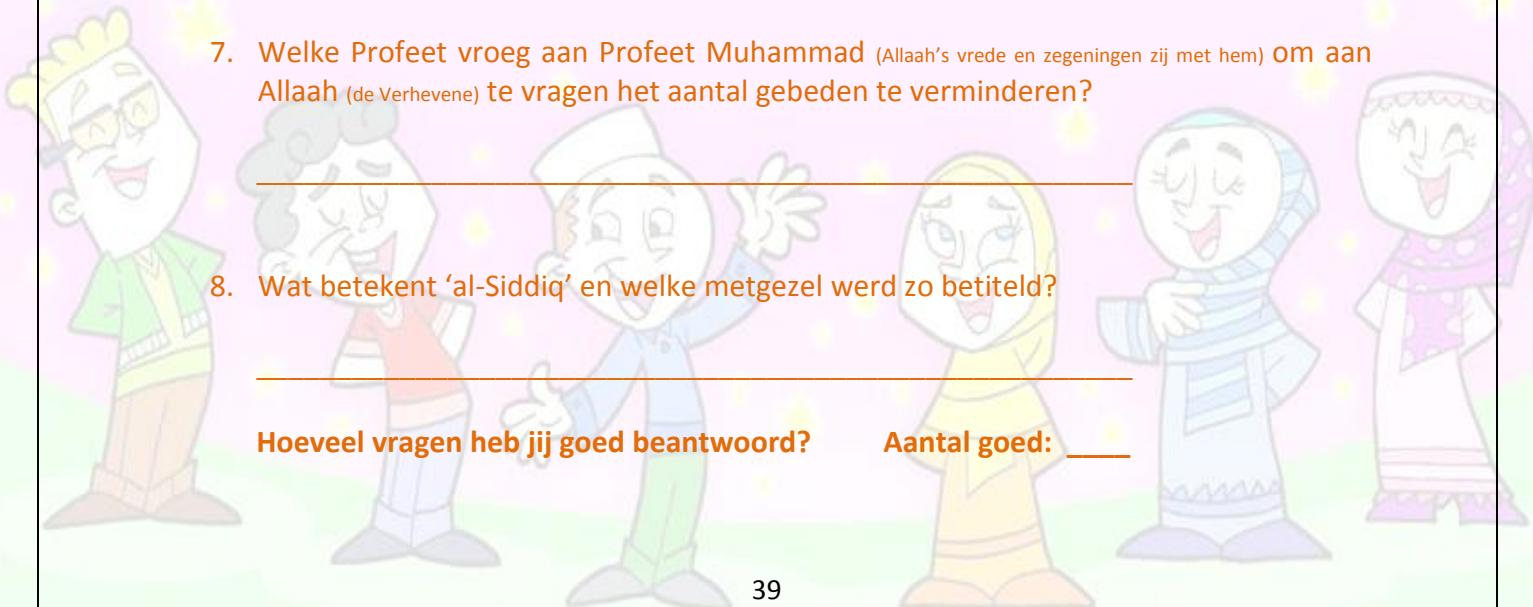 7. Welke Profeet vroeg aan Profeet Muhammad (Allaah’s vrede en zegeningen zij met hem) om aan
Allaah (de Verhevene) te vragen het aantal gebeden te verminderen?
8. Wat betekent ‘al-Siddiq’ en welke metgezel werd zo betiteld?
Hoeveel vragen heb jij goed beantwoord? Aantal goed: ____
39